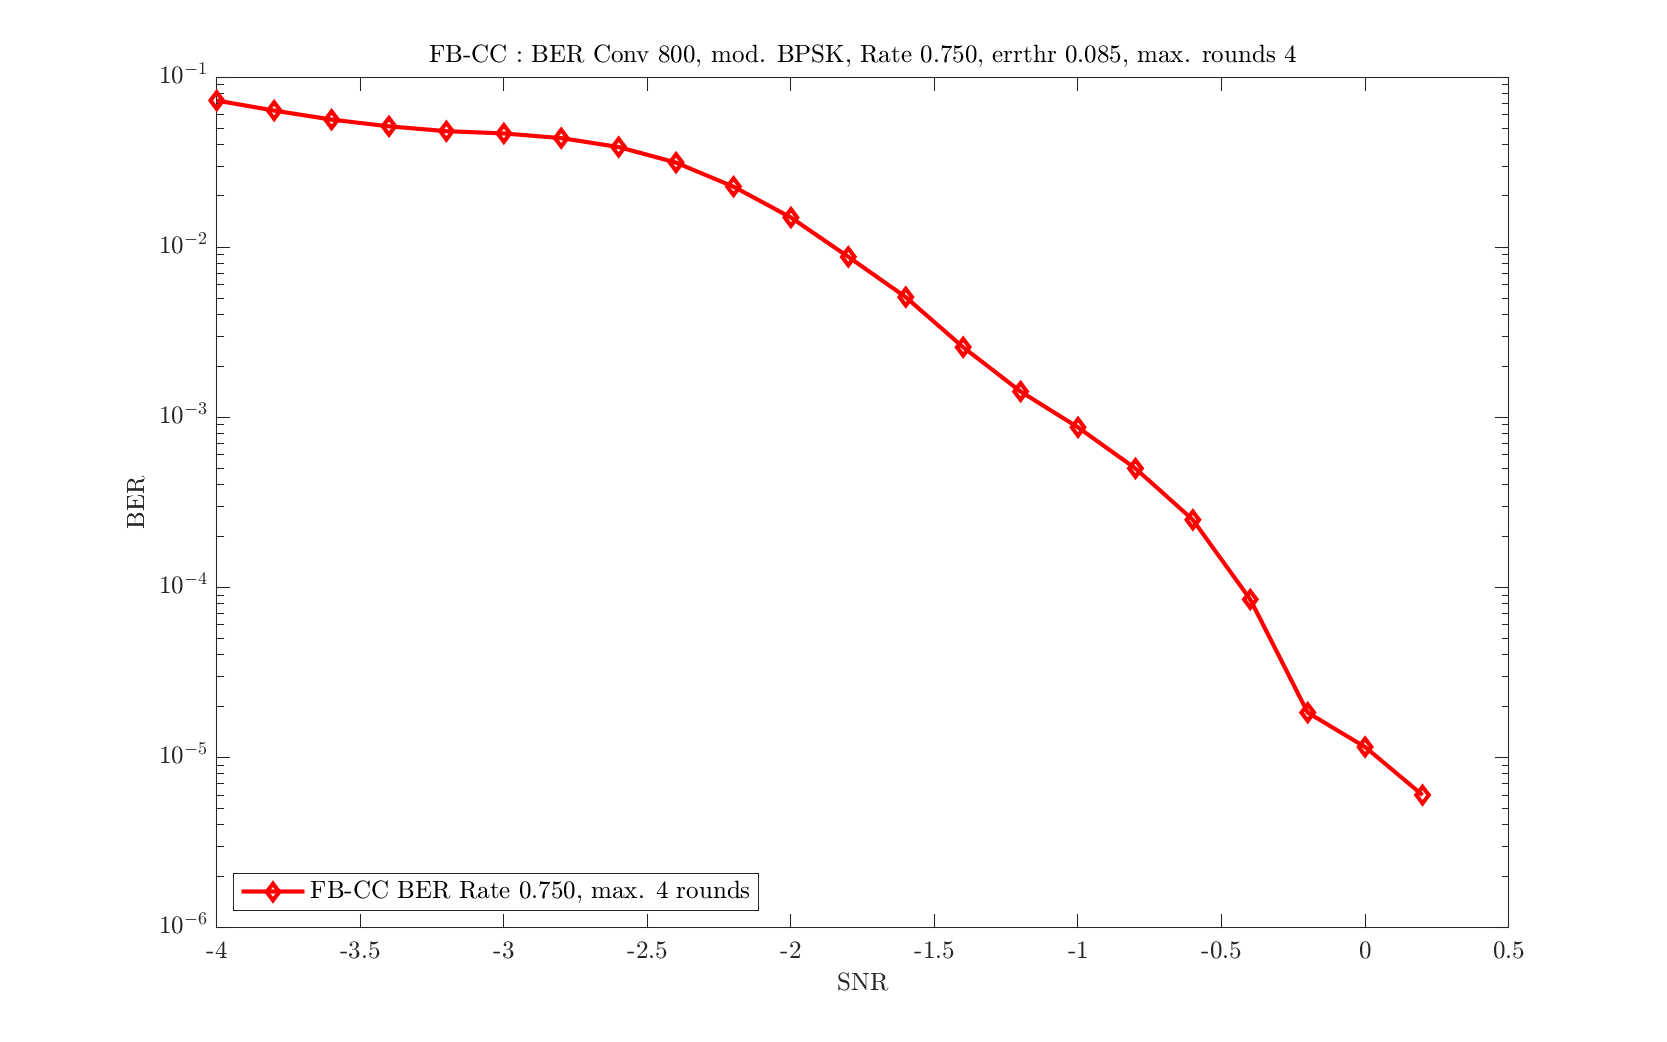 FB-CC : BER Conv 800, mod. BPSK, Rate 0.750, errthr 0.085, max. rounds 4
10⁻¹
10⁻²
10⁻³
10⁻⁴
10⁻⁵
10⁻⁶
BER
FB-CC BER Rate 0.750, max. 4 rounds
-4 -3.5 -3 -2.5 -2 -1.5 -1 -0.5 0 0.5
SNR